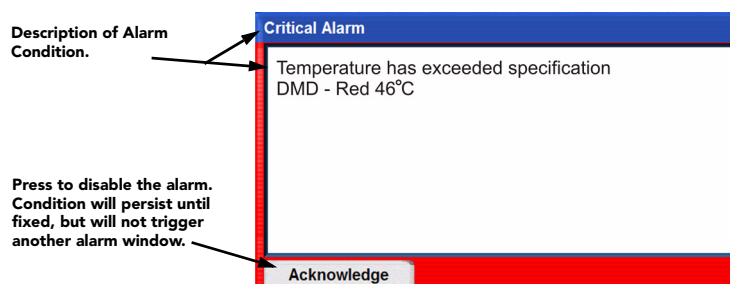 Description of Alarm
Condition.
Critical Alarm
Temperature has exceeded specification
DMD - Red 46°C
Press to disable the alarm.
Condition will persist until
fixed, but will not trigger
another alarm window.
Acknowledge